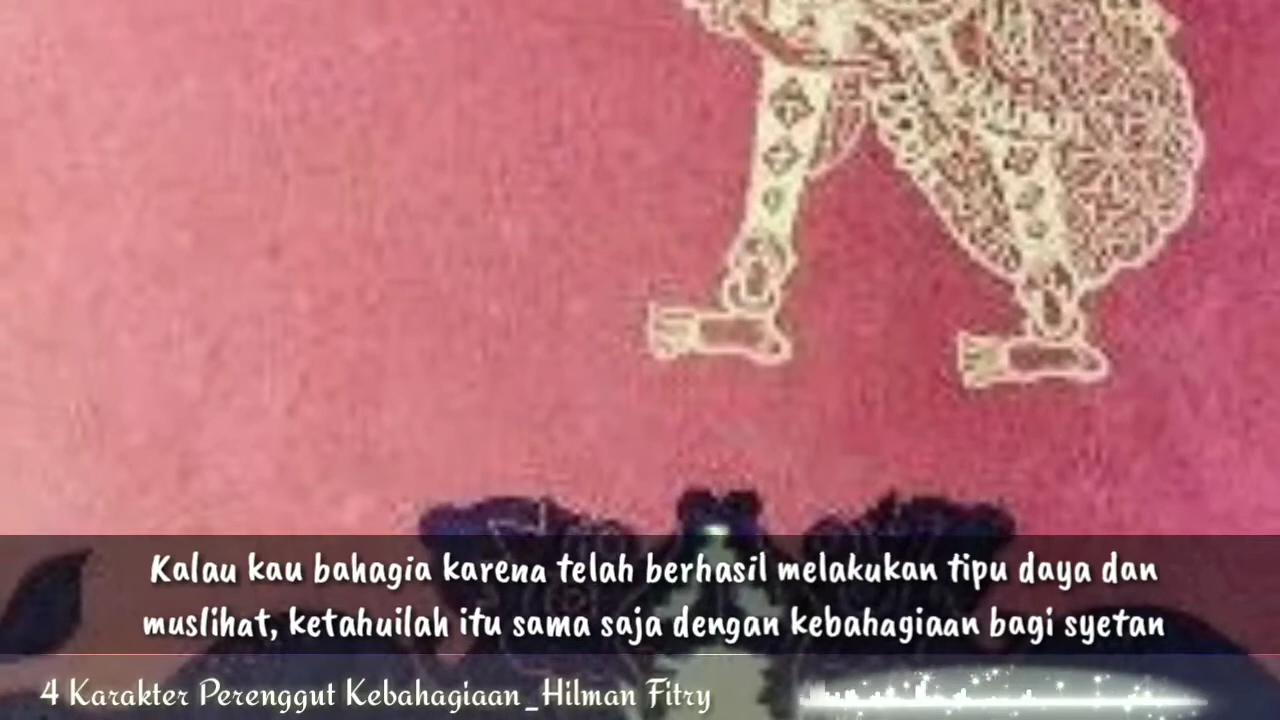 Kalau kau bahagia karena telah berhasil melakukan tipu daya dan
muslihat, ketahuilah itu sama saja dengan kebahagiaan bagi syetan
4 Karakter Perenggut Kebahagiaan_Hilman Fitry